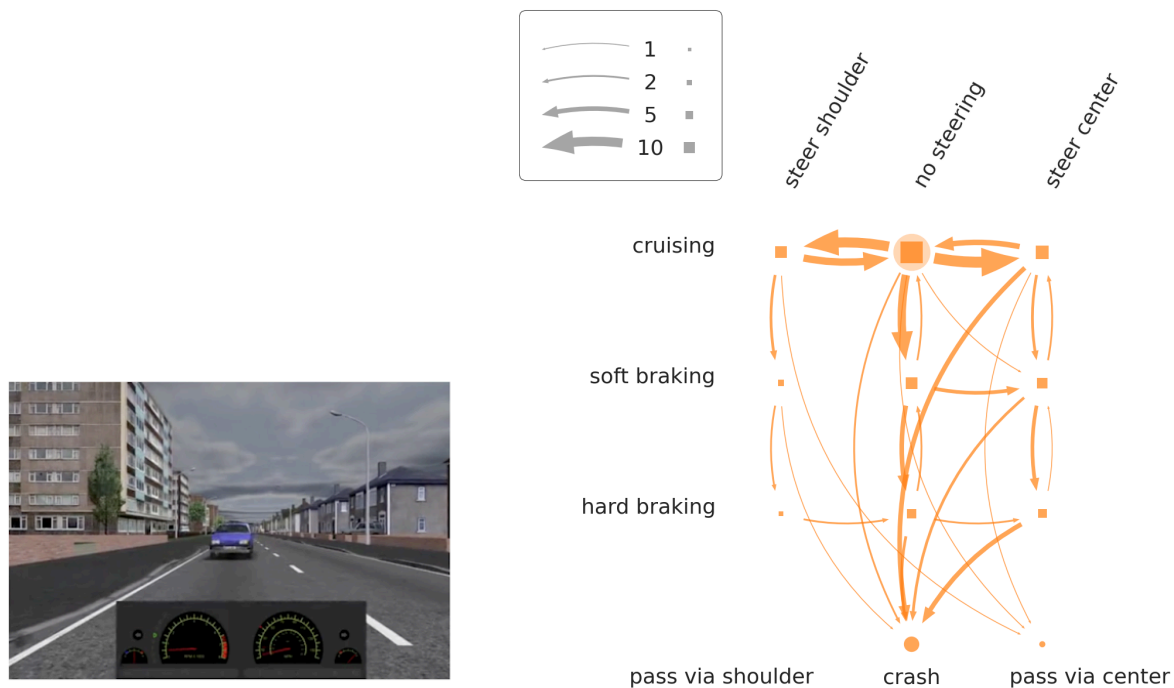 1
2
5
10
steer shoulder
no steering
steer center
cruising
soft braking
hard braking
pass via shoulder
crash
pass via center